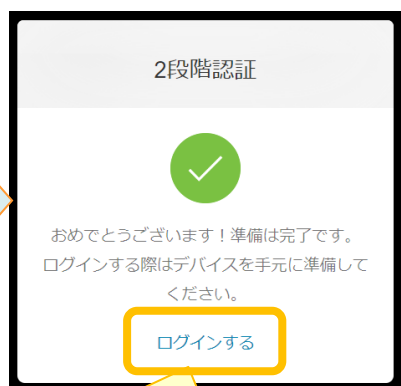 2段階認証
おめでとうございます！準備は完了です。
ログインする際はデバイスを手元に準備して
ください。
ログインする